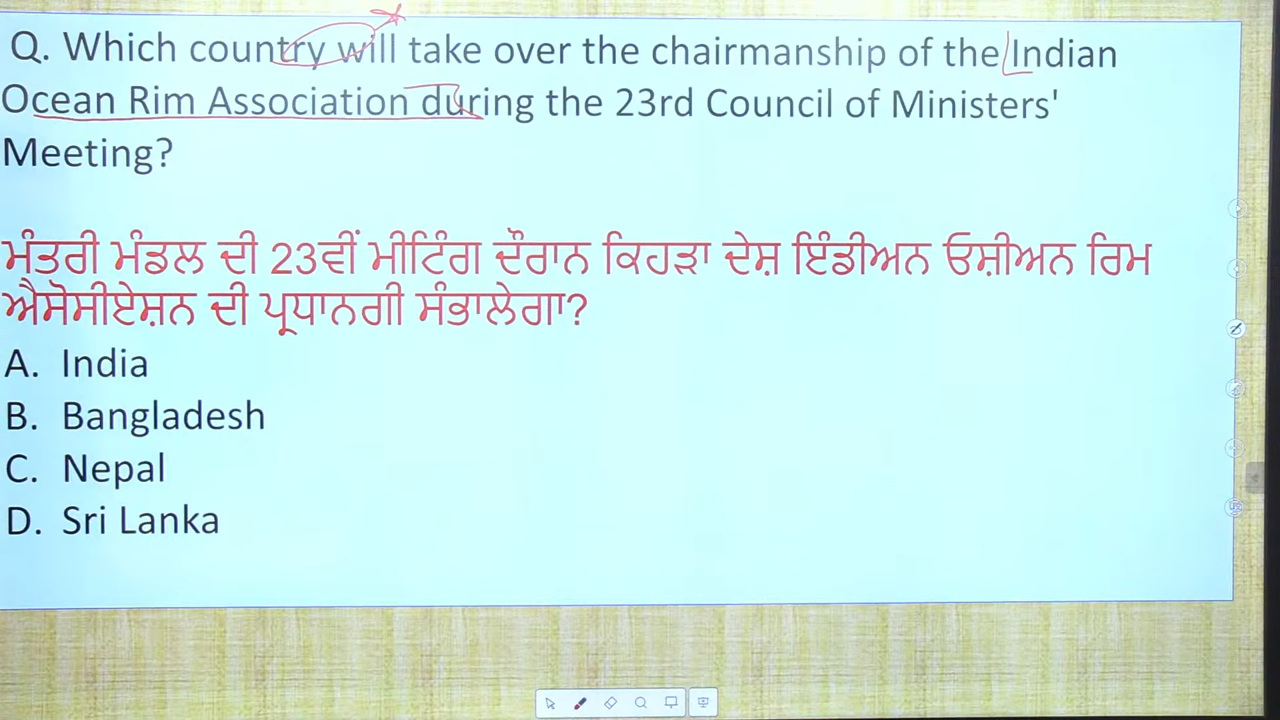 Q. Which country will take over the chairmanship of the Indian
Ocean Rim Association during the 23rd Council of Ministers'
Meeting?
ਮੰਤਰੀ ਮੰਡਲ ਦੀ 23ਵੀਂ ਮੀਟਿੰਗ ਦੌਰਾਨ ਕਿਹੜਾ ਦੇਸ਼ ਇੰਡੀਅਨ ਓਸ਼ੀਅਨ ਰਿਮ
ਐਸੋਸੀਏਸ਼ਨ ਦੀ ਪ੍ਰਧਾਨਗੀ ਸੰਭਾਲੇਗਾ?
A. India
B. Bangladesh
C. Nepal
D. Sri Lanka